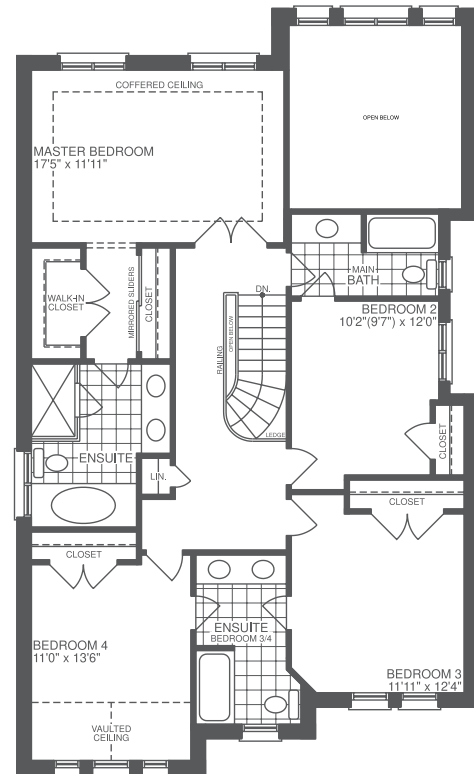 COFFERED CEILING
OPEN BELOW
MASTER BEDROOM
17'5" x 11'11"
MAIN
BATH
WALK-IN
CLOSET
MIRRORED SLIDERS
CLOSET
DN.
BEDROOM 2
10'2"(9'7") x 12'0"
RAILING
OPEN BELOW
LEDGE
CLOSET
ENSUITE
LIN.
CLOSET
CLOSET
ENSUITE
BEDROOM 3/4
BEDROOM 4
11'0" x 13'6"
BEDROOM 3
11'11" x 12'4"
VAULTED
CEILING